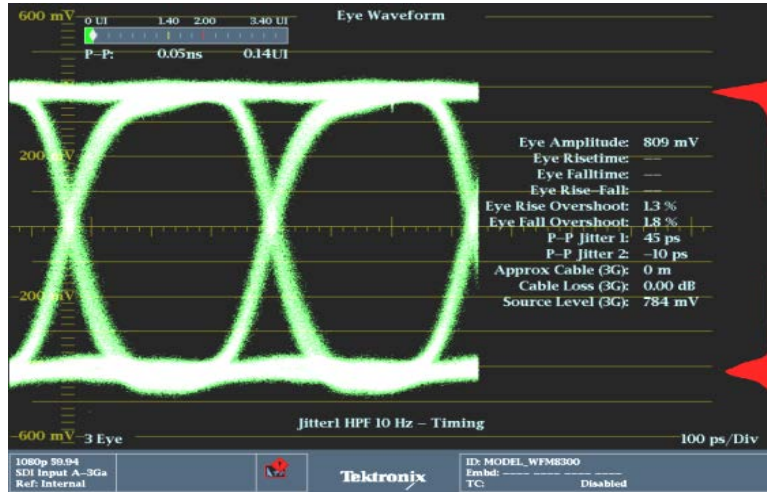 600 mV
0 UI 1.40 2.00 3.40 UI
Eye Waveform
P-P: 0.05ns 0.14UI
200 mV
Eye Amplitude: 809 mV
Eye Risetime: ——
Eye Falltime: ——
Eye Rise-Fall: ——
Eye Rise Overshoot: 1.3 %
Eye Fall Overshoot: 1.8 %
P-P Jitter 1: 45 ps
P-P Jitter 2: -10 ps
Approx Cable (3G): 0 m
Cable Loss (3G): 0.00 dB
Source Level (3G): 784 mV
-200 mV
Jitter1 HPF 10 Hz - Timing
-600 mV 3 Eye
100 ps/Div
1080p 59.94
SDI Input A-3Ga
Ref: Internal
Tektronix
ID: MODEL_WFM8300
Embd: ---- ---- ---- ----
TC: Disabled